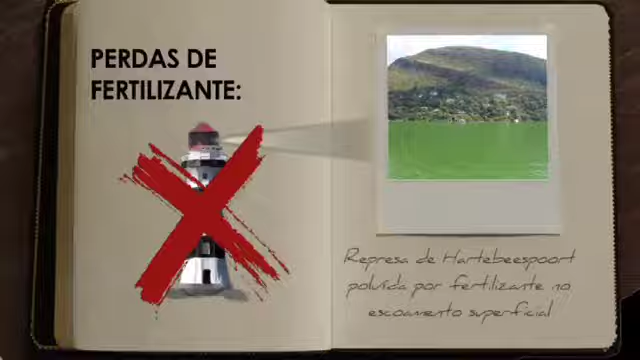 PERDAS DE
FERTILIZANTE:
Represa de Hartebeespoort
poluída por fertilizante no
escoamento superficial